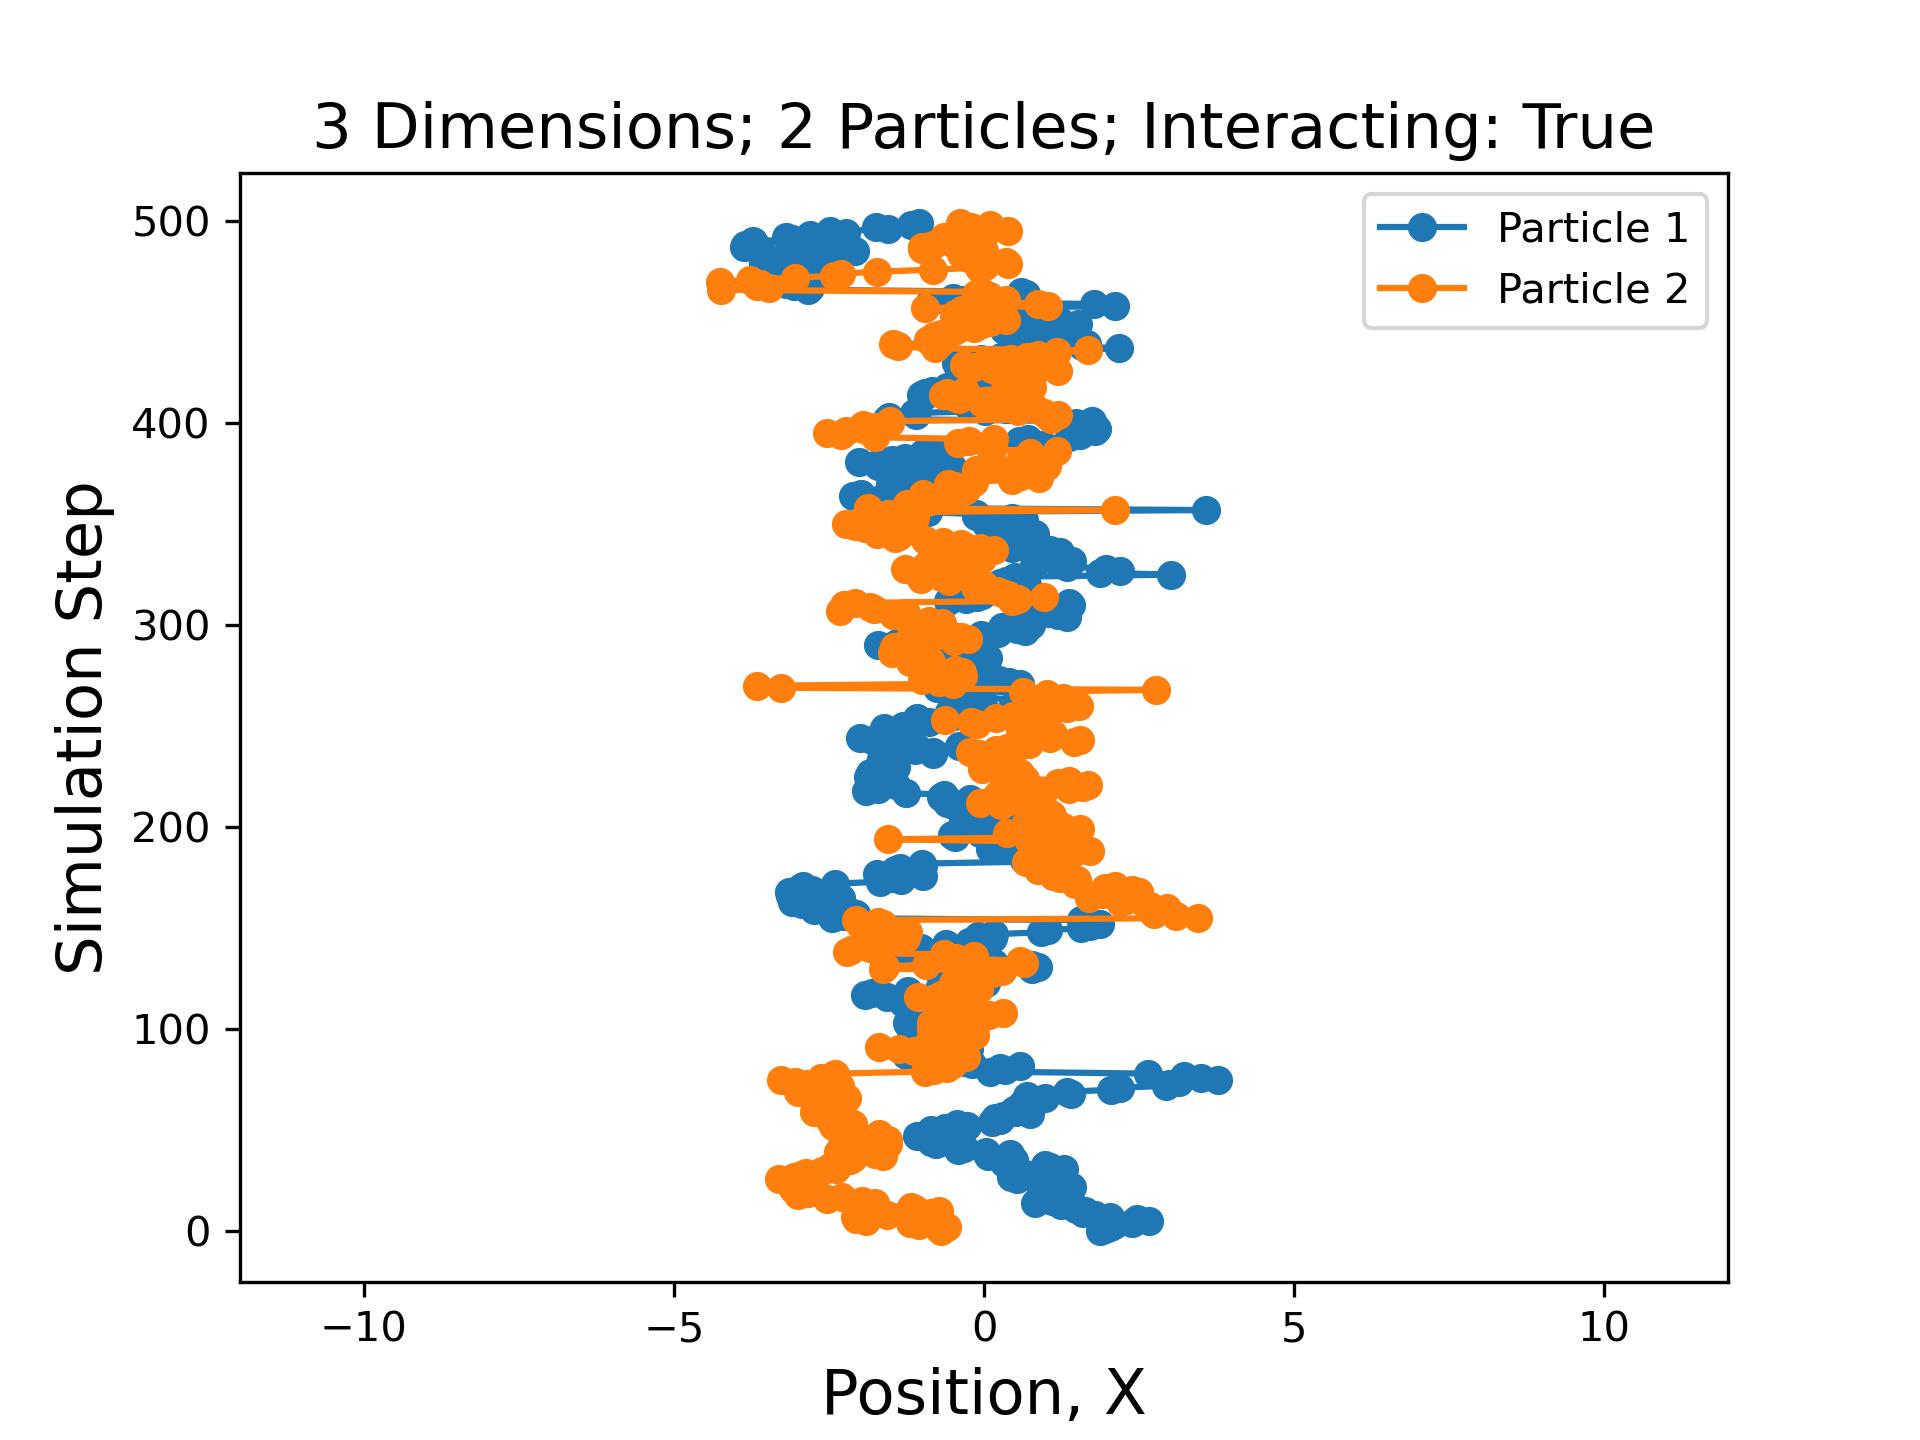 3 Dimensions; 2 Particles; Interacting: True
Particle 1
Particle 2
500
400
300
200
100
0
Simulation Step
−10
−5
0
5
10
Position, X